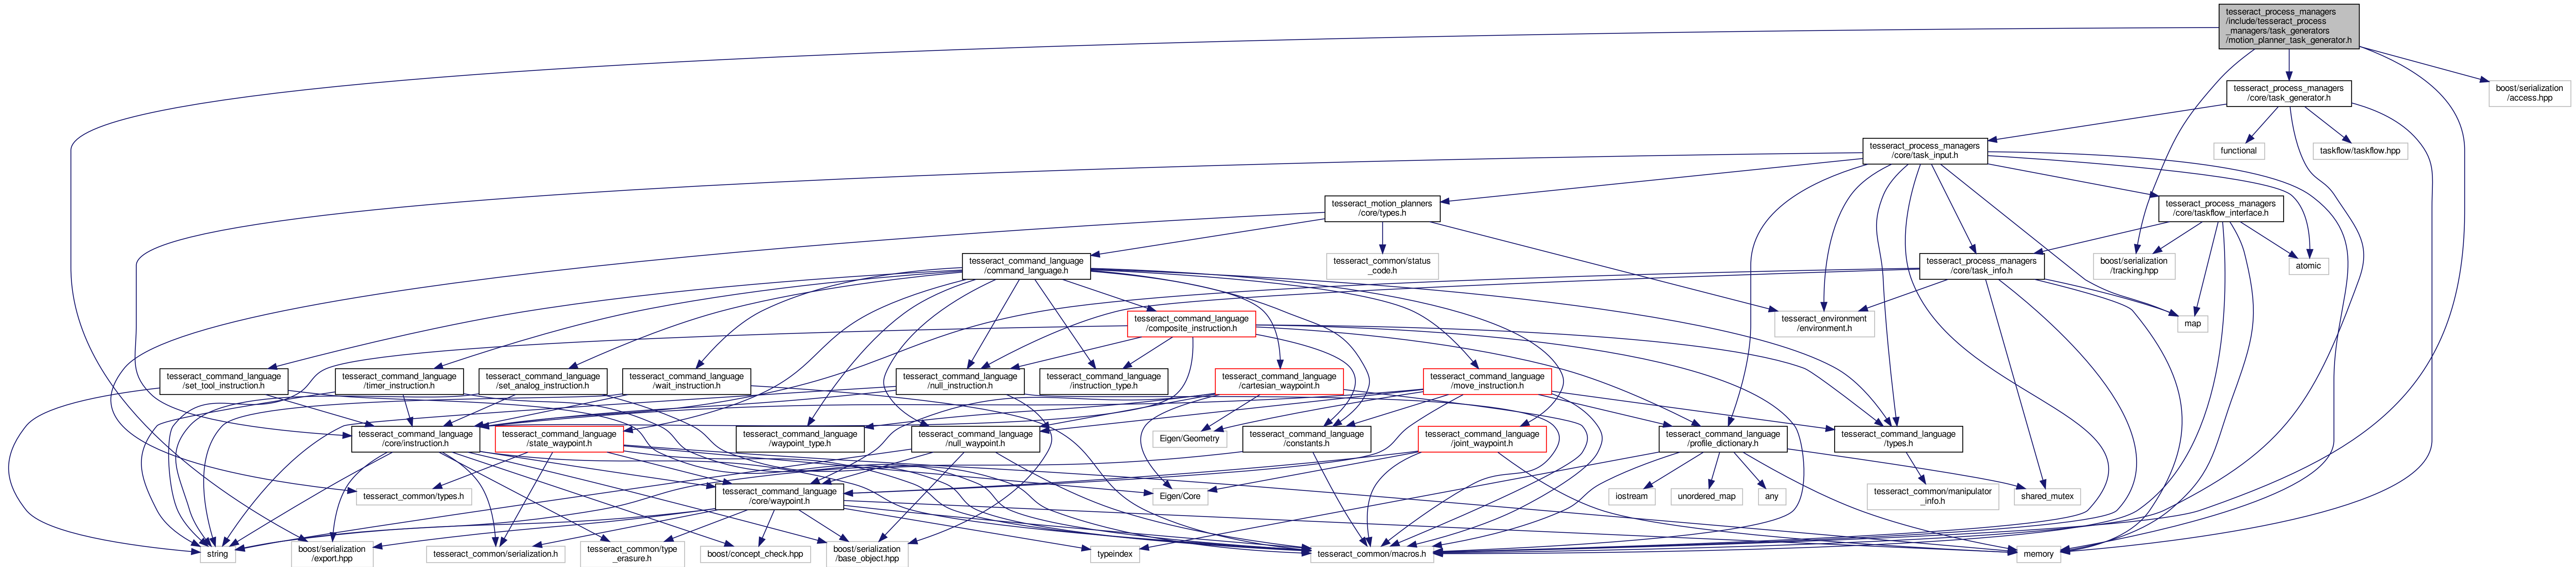 tesseract_process_managers
/include/tesseract_process
_managers/task_generators
/motion_planner_task_generator.h
tesseract_process_managers
/core/task_generator.h
boost/serialization
/access.hpp
tesseract_process_managers
/core/task_input.h
functional
taskflow/taskflow.hpp
tesseract_motion_planners
/core/types.h
tesseract_process_managers
/core/taskflow_interface.h
tesseract_command_language
/command_language.h
tesseract_common/status
_code.h
tesseract_process_managers
/core/task_info.h
boost/serialization
/tracking.hpp
atomic
tesseract_command_language
/composite_instruction.h
tesseract_environment
/environment.h
map
tesseract_command_language
/set_tool_instruction.h
tesseract_command_language
/timer_instruction.h
tesseract_command_language
/set_analog_instruction.h
tesseract_command_language
/wait_instruction.h
tesseract_command_language
/null_instruction.h
tesseract_command_language
/instruction_type.h
tesseract_command_language
/cartesian_waypoint.h
tesseract_command_language
/move_instruction.h
tesseract_command_language
/core/instruction.h
tesseract_command_language
/state_waypoint.h
tesseract_command_language
/waypoint_type.h
tesseract_command_language
/null_waypoint.h
Eigen/Geometry
tesseract_command_language
/constants.h
tesseract_command_language
/joint_waypoint.h
tesseract_command_language
/profile_dictionary.h
tesseract_command_language
/types.h
tesseract_common/types.h
tesseract_command_language
/core/waypoint.h
Eigen/Core
iostream
unordered_map
any
tesseract_common/manipulator
_info.h
shared_mutex
string
boost/serialization
/export.hpp
tesseract_common/serialization.h
tesseract_common/type
_erasure.h
boost/concept_check.hpp
boost/serialization
/base_object.hpp
typeindex
tesseract_common/macros.h
memory